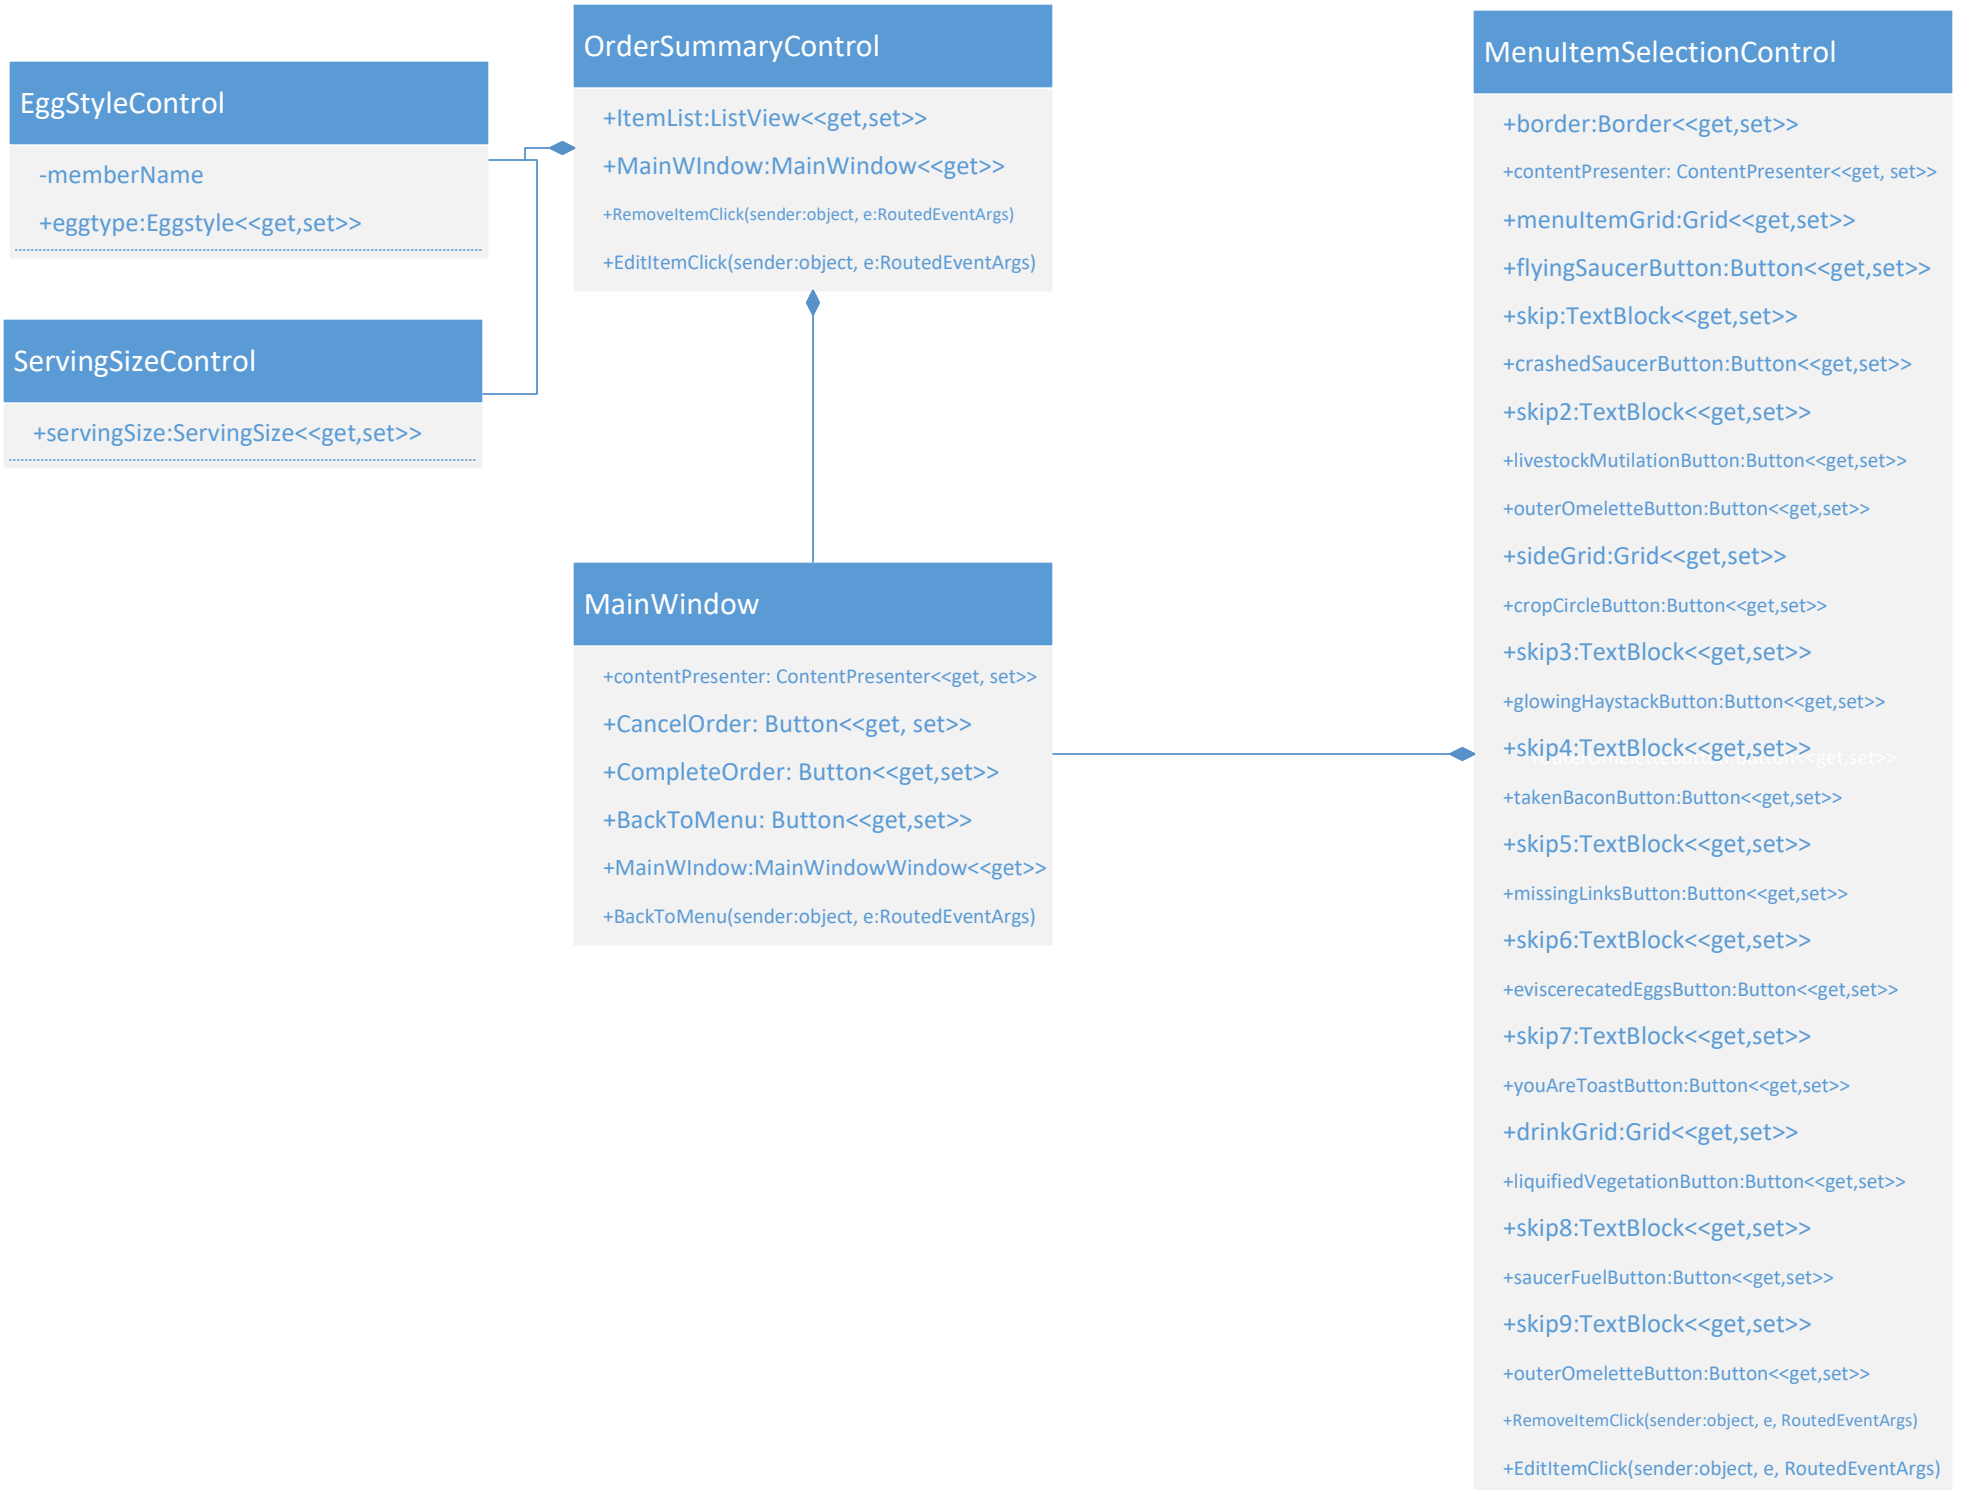 EggStyleControl
-memberName
+eggtype:Eggstyle<<get,set>>
ServingSizeControl
+servingSize:ServingSize<<get,set>>
OrderSummaryControl
+ItemList:ListView<<get,set>>
+MainWIndow:MainWindow<<get>>
+RemoveItemClick(sender:object, e:RoutedEventArgs)
+EditItemClick(sender:object, e:RoutedEventArgs)
MainWindow
+contentPresenter: ContentPresenter<<get, set>>
+CancelOrder: Button<<get, set>>
+CompleteOrder: Button<<get,set>>
+BackToMenu: Button<<get,set>>
+MainWIndow:MainWindowWindow<<get>>
+BackToMenu(sender:object, e:RoutedEventArgs)
MenuItemSelectionControl
+border:Border<<get,set>>
+contentPresenter: ContentPresenter<<get, set>>
+menuItemGrid:Grid<<get,set>>
+flyingSaucerButton:Button<<get,set>>
+skip:TextBlock<<get,set>>
+crashedSaucerButton:Button<<get,set>>
+skip2:TextBlock<<get,set>>
+livestockMutilationButton:Button<<get,set>>
+outerOmeletteButton:Button<<get,set>>
+sideGrid:Grid<<get,set>>
+cropCircleButton:Button<<get,set>>
+skip3:TextBlock<<get,set>>
+glowingHaystackButton:Button<<get,set>>
+skip4:TextBlock<<get,set>>
+outerOmeletteButton:Button<<get,set>>
+takenBaconButton:Button<<get,set>>
+skip5:TextBlock<<get,set>>
+missingLinksButton:Button<<get,set>>
+skip6:TextBlock<<get,set>>
+eviscerecatedEggsButton:Button<<get,set>>
+skip7:TextBlock<<get,set>>
+youAreToastButton:Button<<get,set>>
+drinkGrid:Grid<<get,set>>
+liquifiedVegetationButton:Button<<get,set>>
+skip8:TextBlock<<get,set>>
+saucerFuelButton:Button<<get,set>>
+skip9:TextBlock<<get,set>>
+outerOmeletteButton:Button<<get,set>>
+RemoveItemClick(sender:object, e, RoutedEventArgs)
+EditItemClick(sender:object, e, RoutedEventArgs)